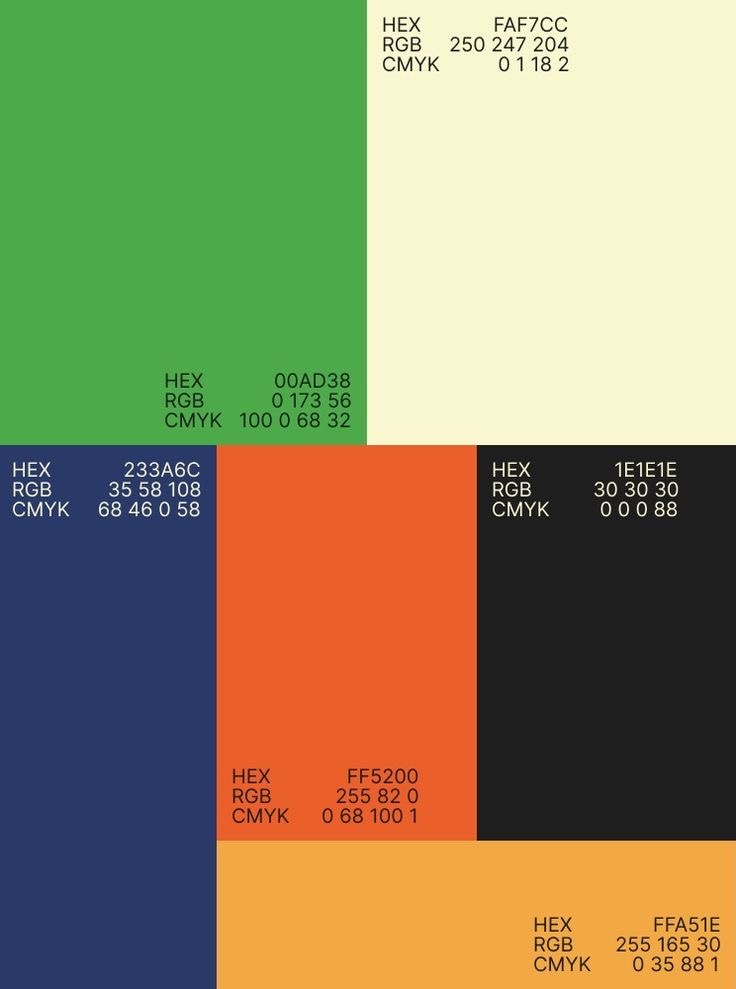 HEX FAF7CC
RGB 250 247 204
CMYK 0 1 18 2
HEX 00AD38
RGB 0 173 56
CMYK 100 0 68 32
HEX 233A6C
RGB 35 58 108
CMYK 68 46 0 58
HEX 1E1E1E
RGB 30 30 30
CMYK 0 0 0 88
HEX FF5200
RGB 255 82 0
CMYK 0 68 100 1
HEX FFA51E
RGB 255 165 30
CMYK 0 35 88 1